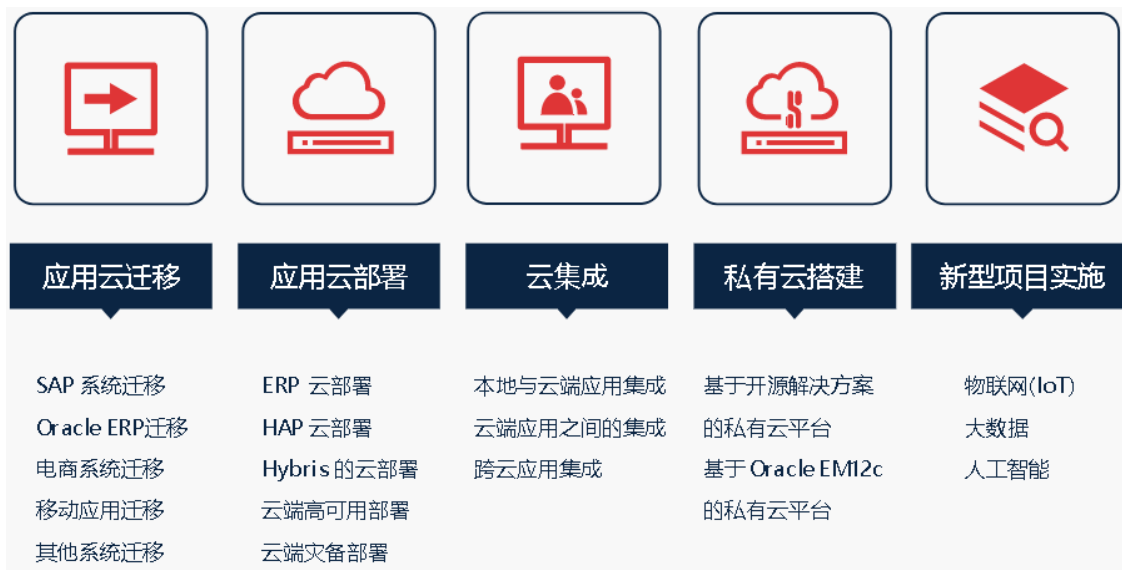 应用云迁移
SAP 系统迁移
Oracle ERP迁移
电商系统迁移
移动应用迁移
其他系统迁移
应用云部署
ERP 云部署
HAP 云部署
Hybris 的云部署
云端高可用部署
云端灾备部署
云集成
本地与云端应用集成
云端应用之间的集成
跨云应用集成
私有云搭建
基于开源解决方案
的私有云平台
基于 Oracle EM12c
的私有云平台
新型项目实施
物联网(IoT)
大数据
人工智能